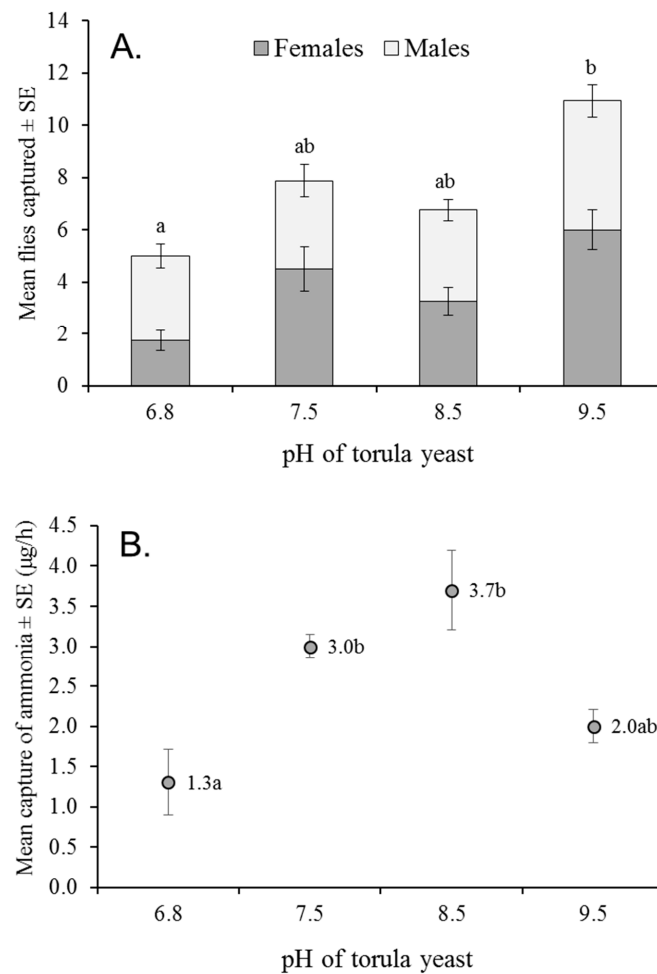 A.
Females Males
Mean flies captured ± SE
14
12
10
8
6
4
2
0
a
ab
ab
b
6.8 7.5 8.5 9.5
pH of torula yeast
B.
Mean capture of ammonia ± SE (µg/h)
4.5
4.0
3.5
3.0
2.5
2.0
1.5
1.0
0.5
0.0
1.3a
3.0b
3.7b
2.0ab
6.8 7.5 8.5 9.5
pH of torula yeast